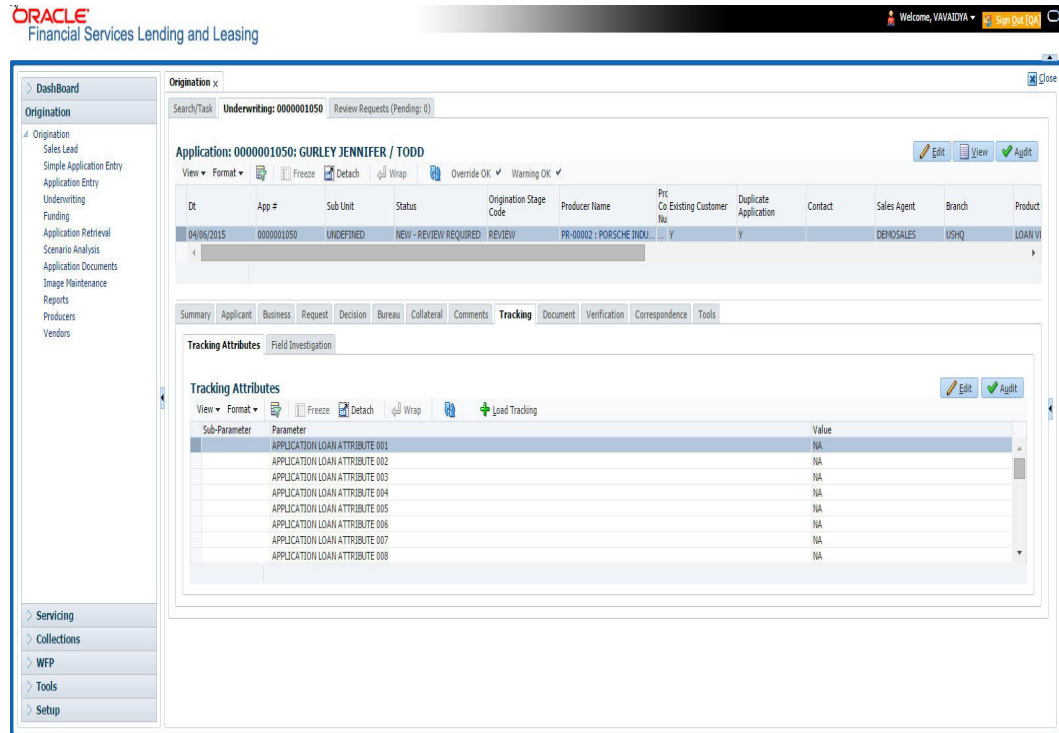 ORACLE'
Financial Services Lending and Leasing
Welcome, VAVAIDYA
Sign Out [QA]
Close
DashBoard
Origination
Origination
Sales Lead
Simple Application Entry
Application Entry
Underwriting
Funding
Application Retrieval
Scenario Analysis
Application Documents
Image Maintenance
Reports
Producers
Vendors
Servicing
Collections
WFP
Tools
Setup
Origination x
Search/Task Underwriting: 0000001050 Review Requests (Pending: 0)
Application: 0000001050: GURLEY JENNIFER / TODD
Edit View Audit
View Format Freeze Detach Wrap Override OK Warning OK
Dt App # Sub Unit Status Origination Stage Code Producer Name Prc Co Nu Existing Customer Duplicate Application Contact Sales Agent Branch Product
04/06/2015 0000001050 UNDEFINED NEW - REVIEW REQUIRED REVIEW PR-00002 : PORSCHE INDU... ... Y Y DEMOSALES USHQ LOAN VI
Summary Applicant Business Request Decision Bureau Collateral Comments Tracking Document Verification Correspondence Tools
Tracking Attributes Field Investigation
Tracking Attributes
Edit Audit
View Format Freeze Detach Wrap Load Tracking
Sub-Parameter Parameter Value
APPLICATION LOAN ATTRIBUTE 001 NA
APPLICATION LOAN ATTRIBUTE 002 NA
APPLICATION LOAN ATTRIBUTE 003 NA
APPLICATION LOAN ATTRIBUTE 004 NA
APPLICATION LOAN ATTRIBUTE 005 NA
APPLICATION LOAN ATTRIBUTE 006 NA
APPLICATION LOAN ATTRIBUTE 007 NA
APPLICATION LOAN ATTRIBUTE 008 NA